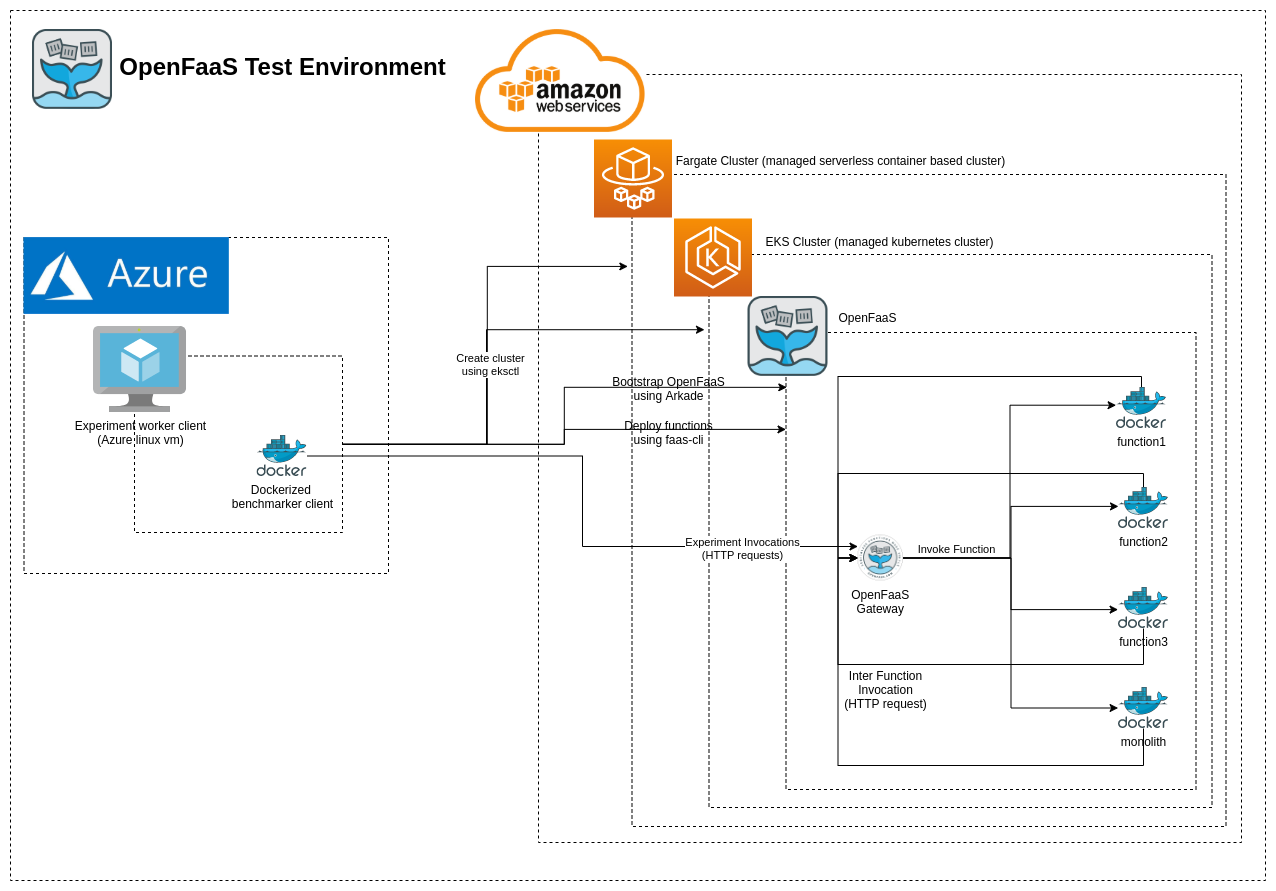 OpenFaaS Test Environment
amazon
web services
Fargate Cluster (managed serverless container based cluster)
EKS Cluster (managed kubernetes cluster)
K
Azure
OpenFaaS
Create cluster
using eksctl
Bootstrap OpenFaaS
using Arkade
Deploy functions
using faas-cli
Experiment worker client
(Azure linux vm)
docker
Dockerized
benchmarker client
Experiment Invocations
(HTTP requests)
OpenFaaS
Gateway
Invoke Function
docker
function1
docker
function2
docker
function3
Inter Function
Invocation
(HTTP request)
docker
monolith